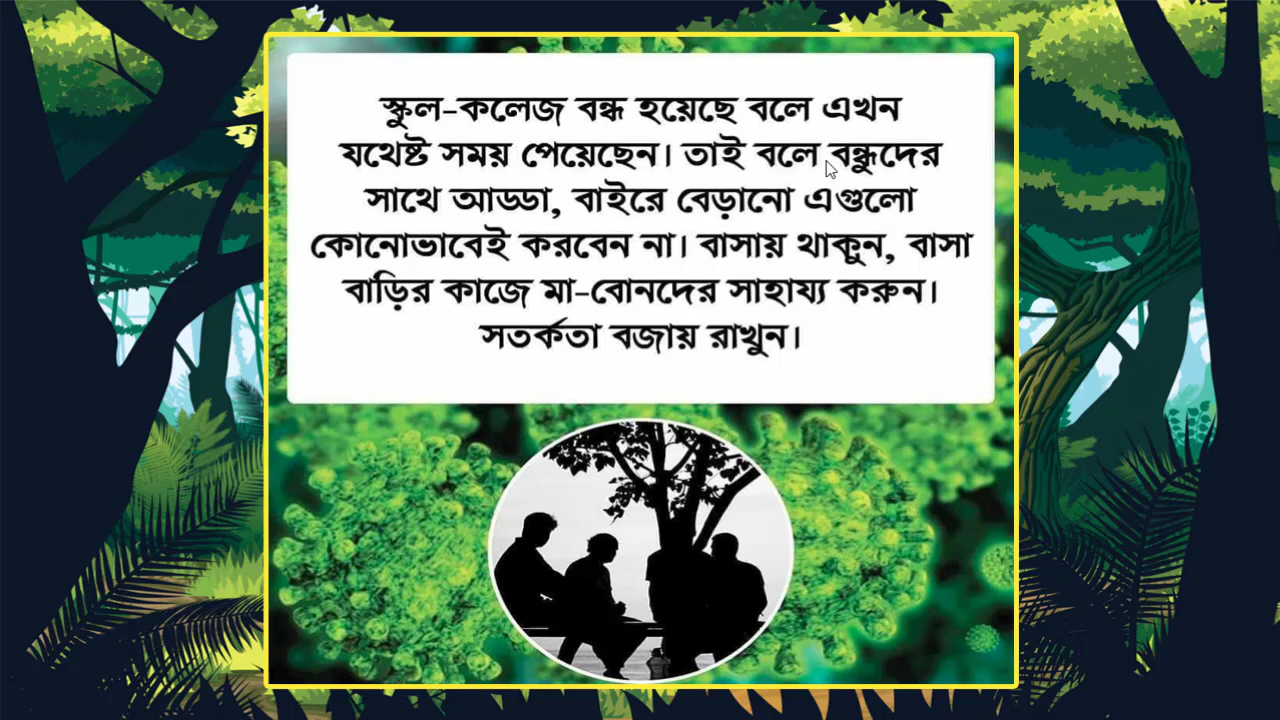 স্কুল-কলেজ বন্ধ হয়েছে বলে এখন
যথেষ্ট সময় পেয়েছেন। তাই বলে বন্ধুদের
সাথে আড্ডা, বাইরে বেড়ানো এগুলো
কোনোভাবেই করবেন না। বাসায় থাকুন, বাসা
বাড়ির কাজে মা-বোনদের সাহায্য করুন।
সতর্কতা বজায় রাখুন।